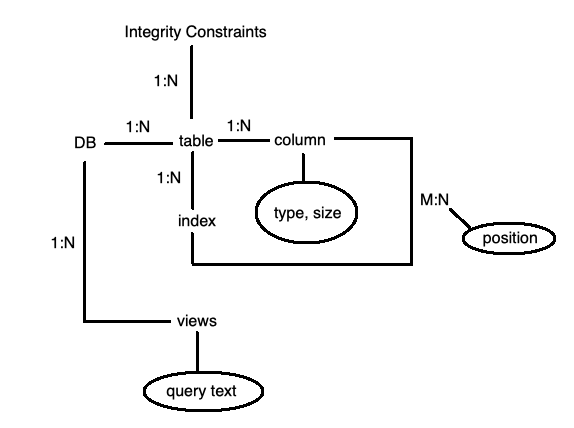 Integrity Constraints
1:N
1:N
1:N
DB
table
column
1:N
type, size
M:N
index
position
1:N
views
query text